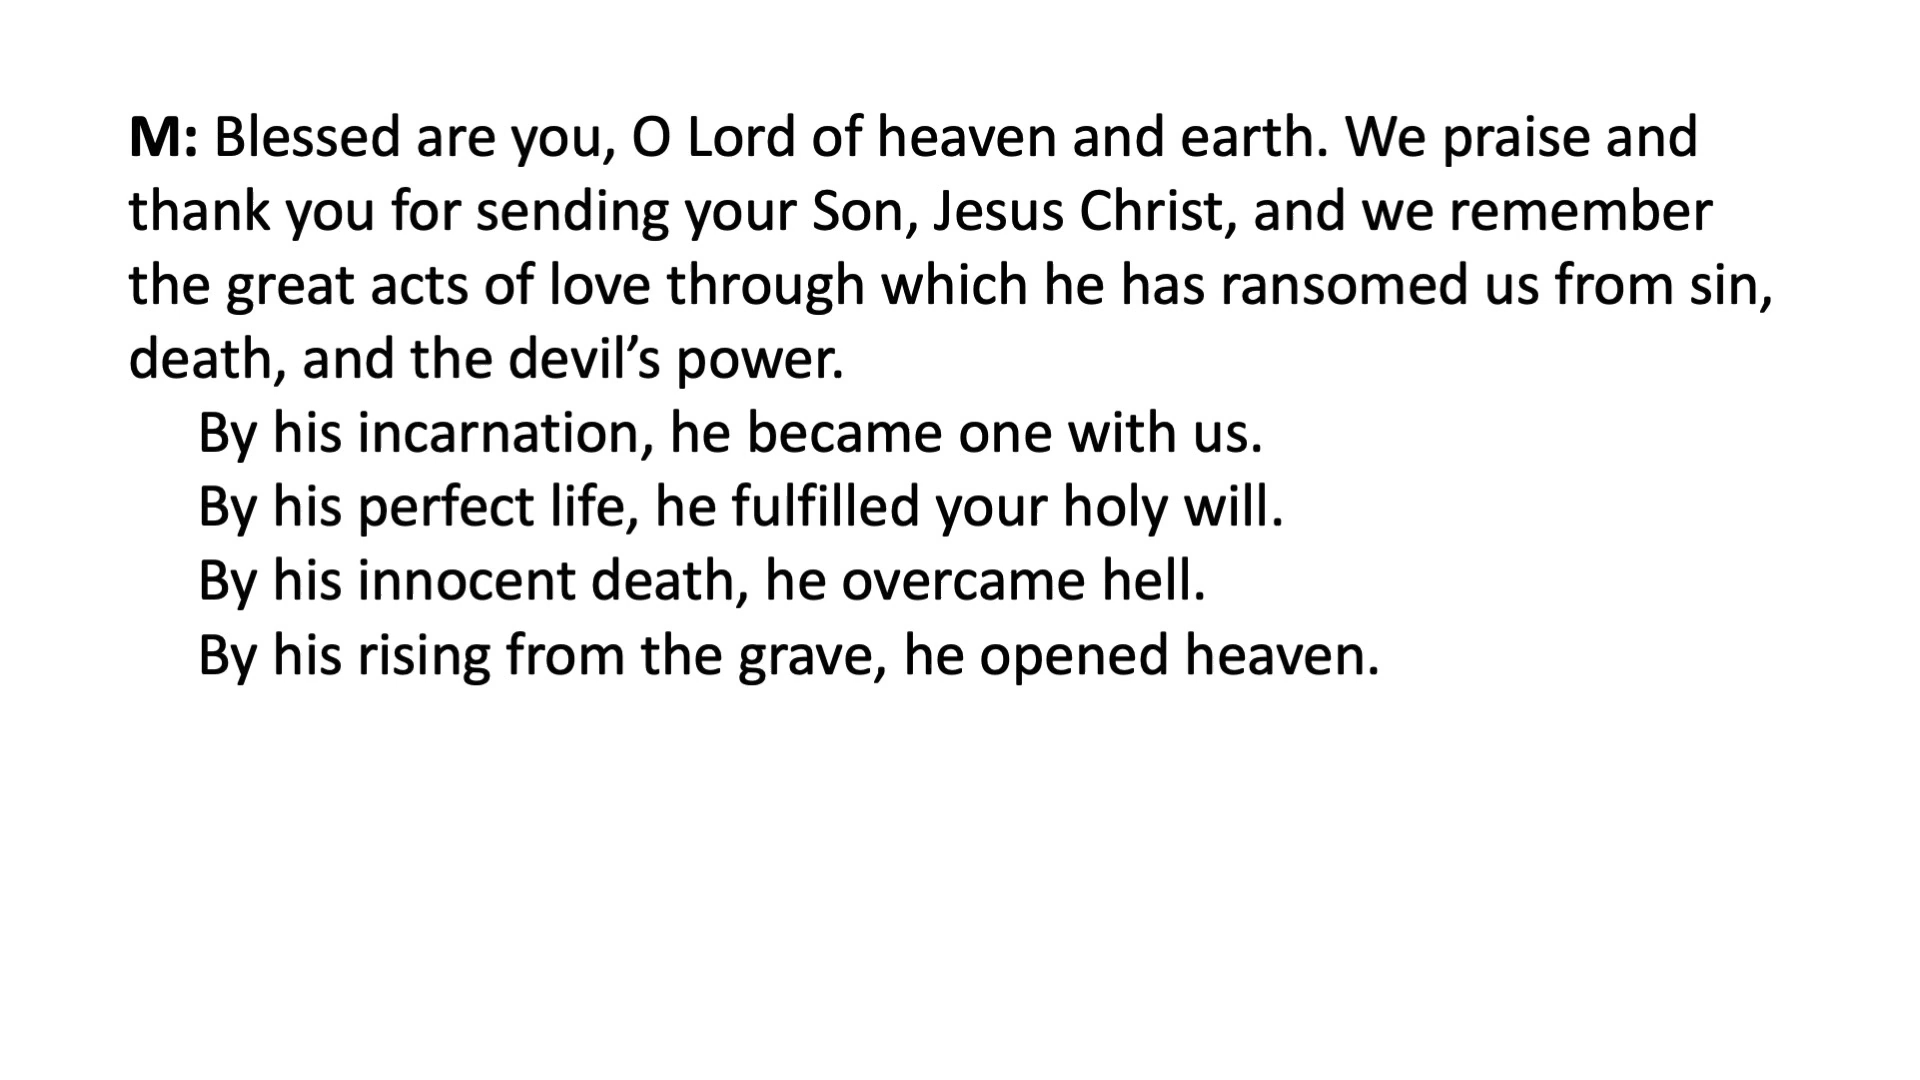 M: Blessed are you, O Lord of heaven and earth. We praise and
thank you for sending your Son, Jesus Christ, and we remember
the great acts of love through which he has ransomed us from sin,
death, and the devil’s power.
By his incarnation, he became one with us.
By his perfect life, he fulfilled your holy will.
By his innocent death, he overcame hell.
By his rising from the grave, he opened heaven.